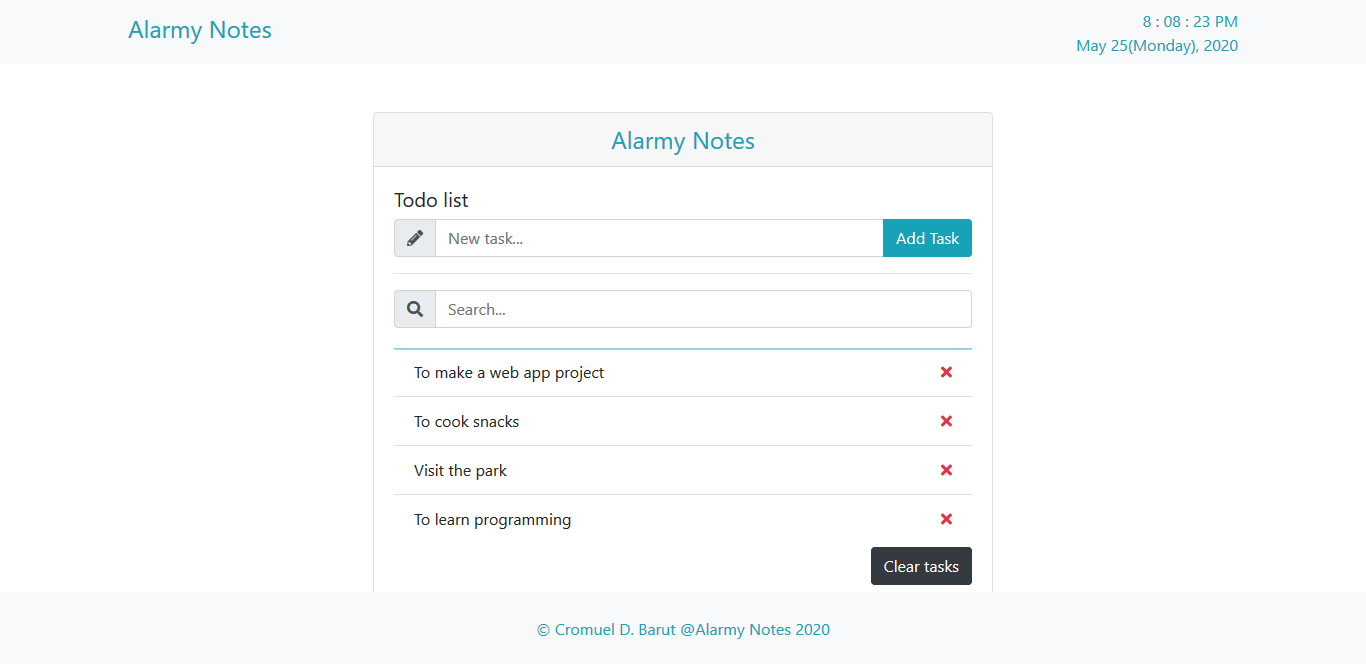 Alarmy Notes
8 : 08 : 23 PM
May 25(Monday), 2020
Alarmy Notes
Todo list
New task...
Add Task
Search...
To make a web app project
To cook snacks
Visit the park
To learn programming
Clear tasks
© Cromuel D. Barut @Alarmy Notes 2020